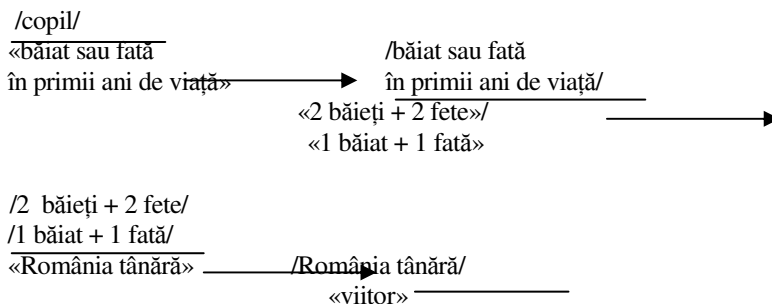 /copil/
«băiat sau fată
în primii ani de viață»
/băiat sau fată
în primii ani de viață/
«2 băieți + 2 fete»/
«1 băiat + 1 fată»
/2 băieți + 2 fete/
/1 băiat + 1 fată/
«România tânără»
/România tânără/
«viitor»